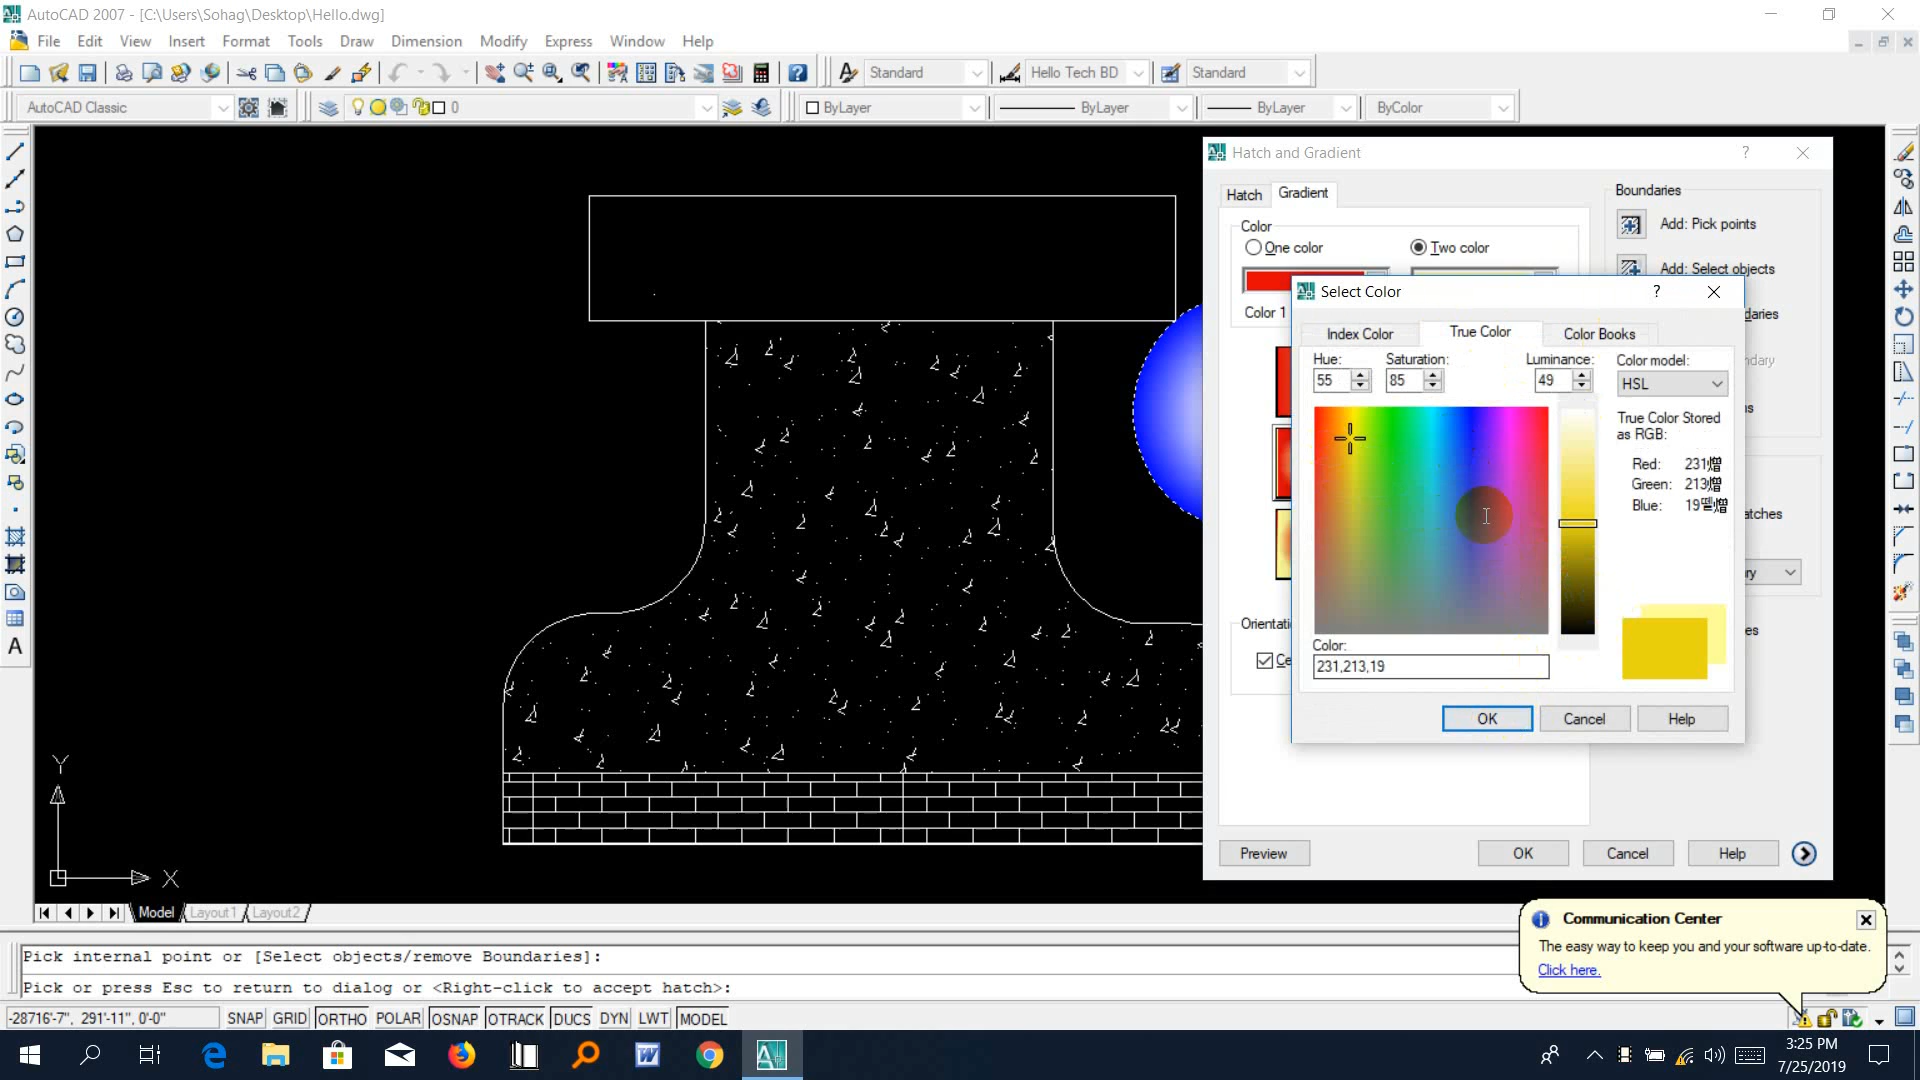 AutoCAD 2007 - [C:\Users\Sohag\Desktop\Hello.dwg]
File Edit View Insert Format Tools Draw Dimension Modify Express Window Help
Standard Hello Tech BD Standard
AutoCAD Classic 0 ByLayer ByLayer ByLayer ByColor
Hatch and Gradient
Hatch Gradient
Boundaries
Color
Add: Pick points
One color Two color
Add: Select objects
Select Color
Color 1
Index Color True Color Color Books
Hue: Saturation: Luminance: Color model:
55 85 49 HSL
True Color Stored
as RGB:
Red: 231
Green: 213
Blue: 19
Color:
231,213,19
OK Cancel Help
Preview OK Cancel Help
Y
X
Model Layout1 Layout2
Communication Center
The easy way to keep you and your software up-to-date.
Click here.
Pick internal point or [Select objects/remove Boundaries]:
Pick or press Esc to return to dialog or <Right-click to accept hatch>:
-28716'-7", 291'-11", 0'-0" SNAP GRID ORTHO POLAR OSNAP OTRACK DUCS DYN LWT MODEL
3:25 PM
7/25/2019